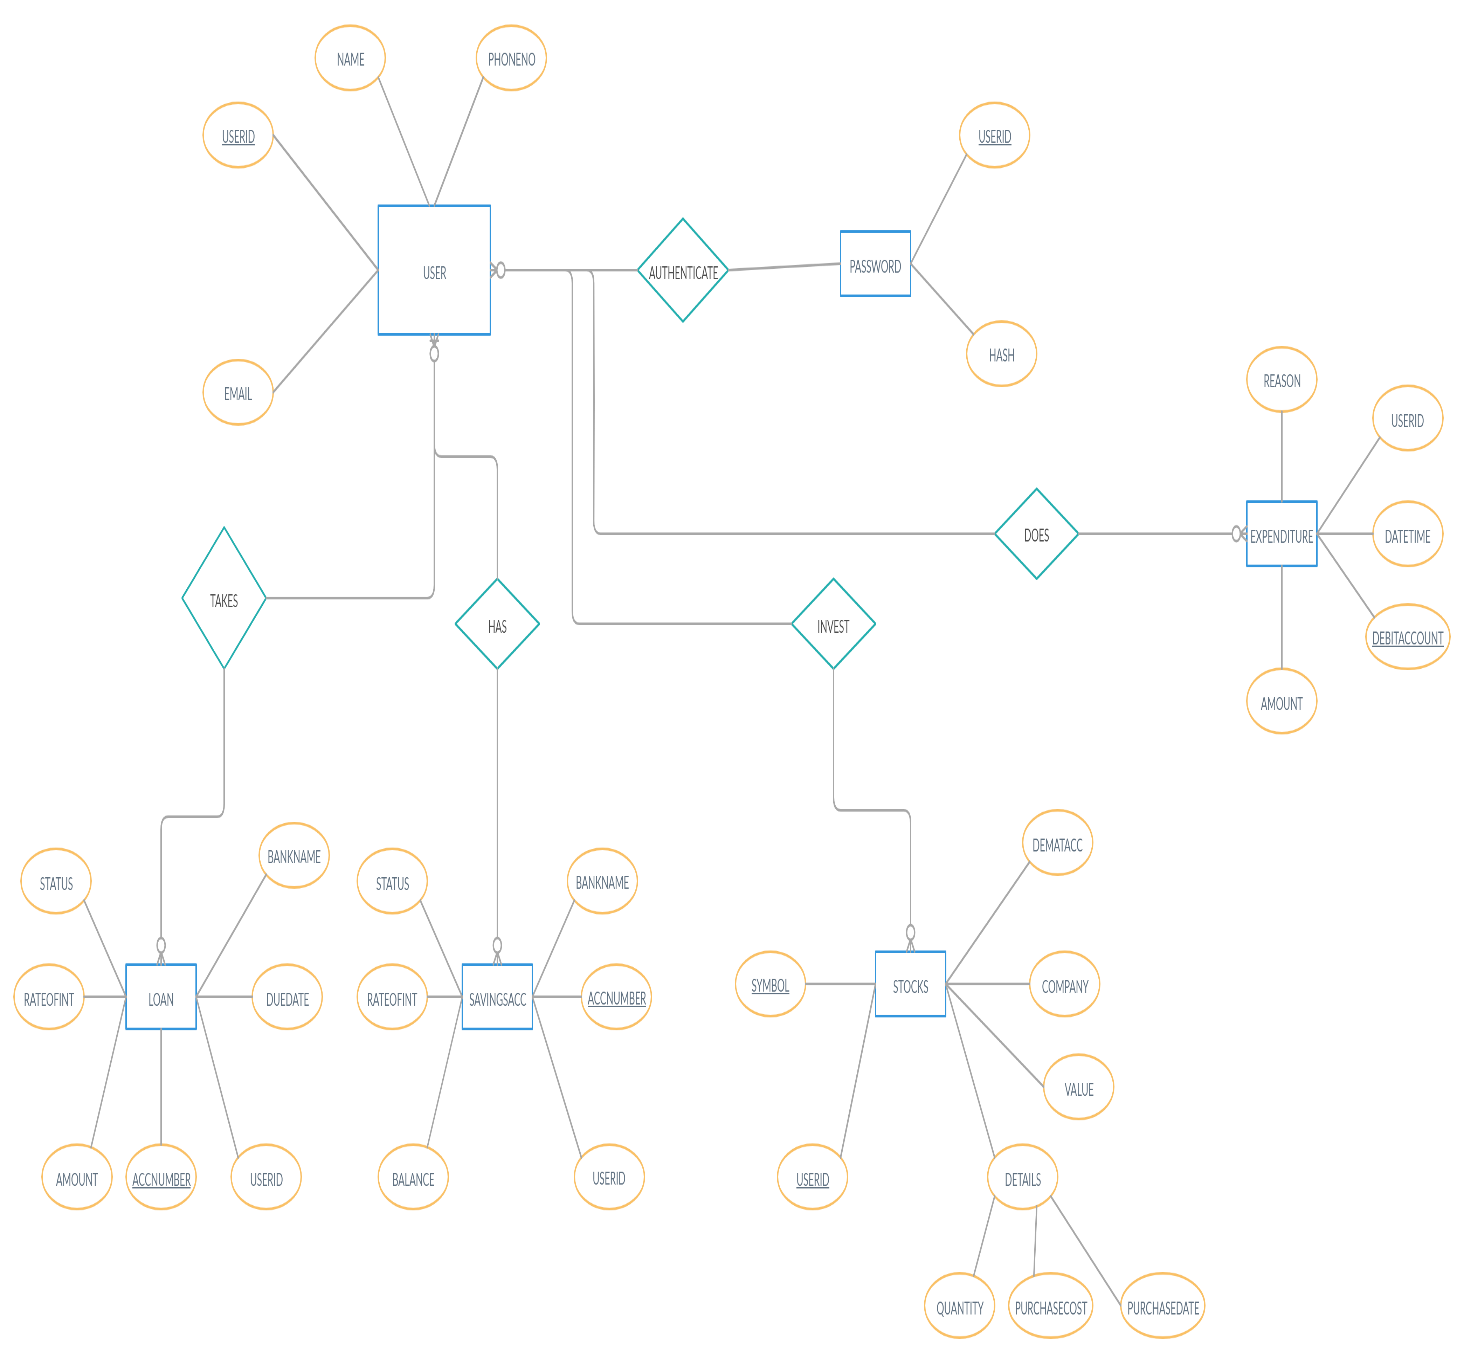 NAME
PHONENO
USERID
USERID
USER
AUTHENTICATE
PASSWORD
HASH
EMAIL
REASON
USERID
DOES
EXPENDITURE
DATETIME
TAKES
HAS
INVEST
DEBITACCOUNT
AMOUNT
DEMATACC
BANKNAME
STATUS
STATUS
BANKNAME
SYMBOL
STOCKS
COMPANY
RATEOFINT
LOAN
DUEDATE
RATEOFINT
SAVINGSACC
ACCNUMBER
VALUE
AMOUNT
ACCNUMBER
USERID
BALANCE
USERID
USERID
DETAILS
QUANTITY
PURCHASECOST
PURCHASEDATE